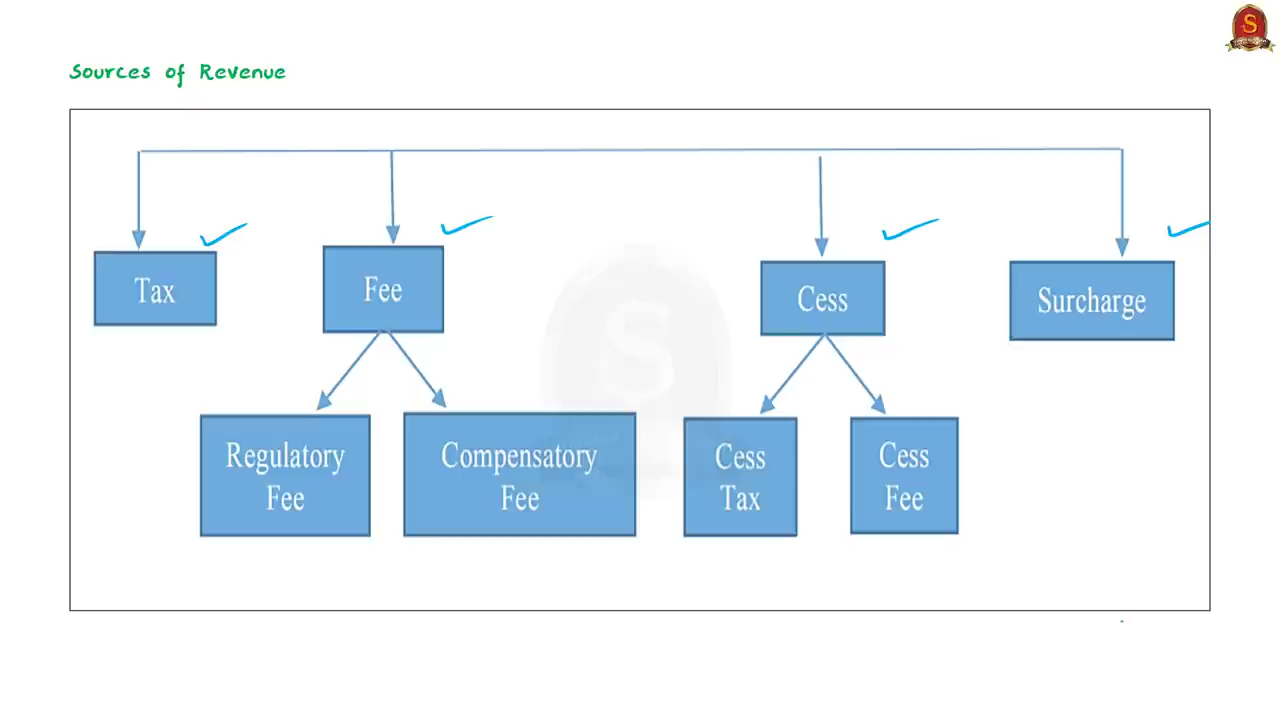 Sources of Revenue
Tax
Fee
Cess
Surcharge
Regulatory
Fee
Compensatory
Fee
Cess
Tax
Cess
Fee
S
S